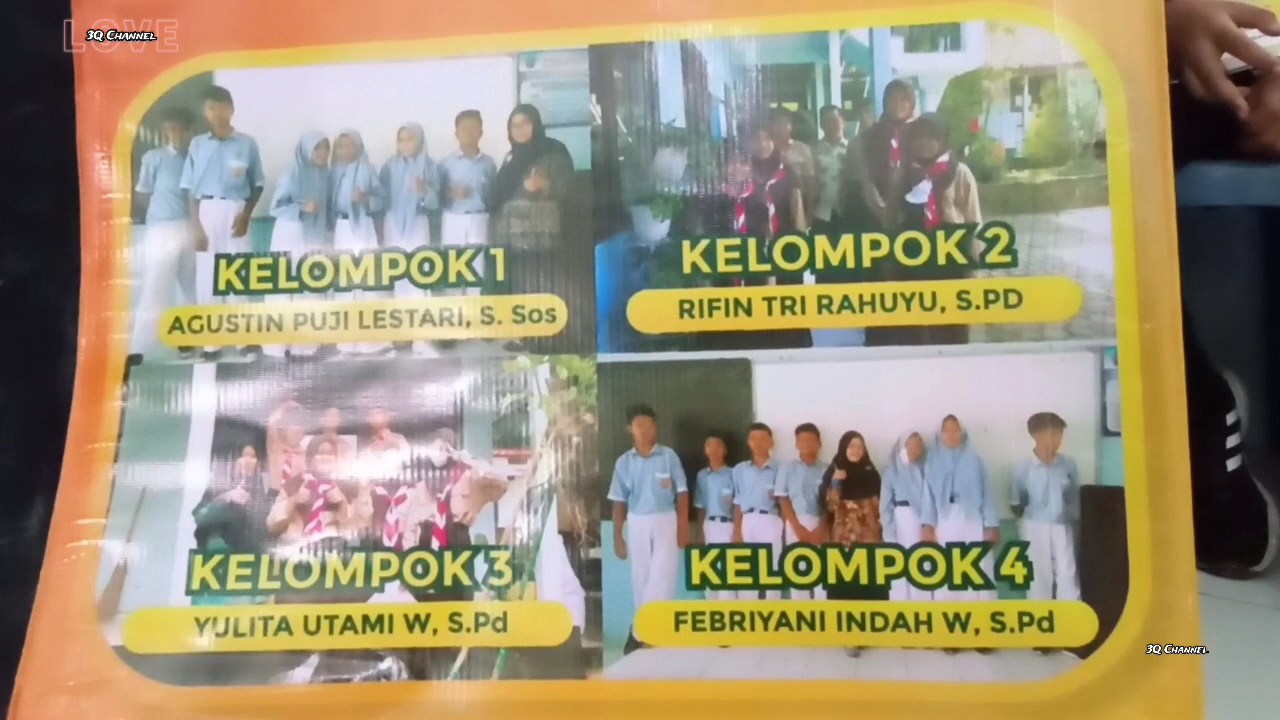 LOVE
3Q Channel
KELOMPOK 1
AGUSTIN PUJI LESTARI, S. Sos
KELOMPOK 2
RIFIN TRI RAHUYU, S.PD
KELOMPOK 3
YULITA UTAMI W, S.Pd
KELOMPOK 4
FEBRIYANI INDAH W, S.Pd
3Q Channel